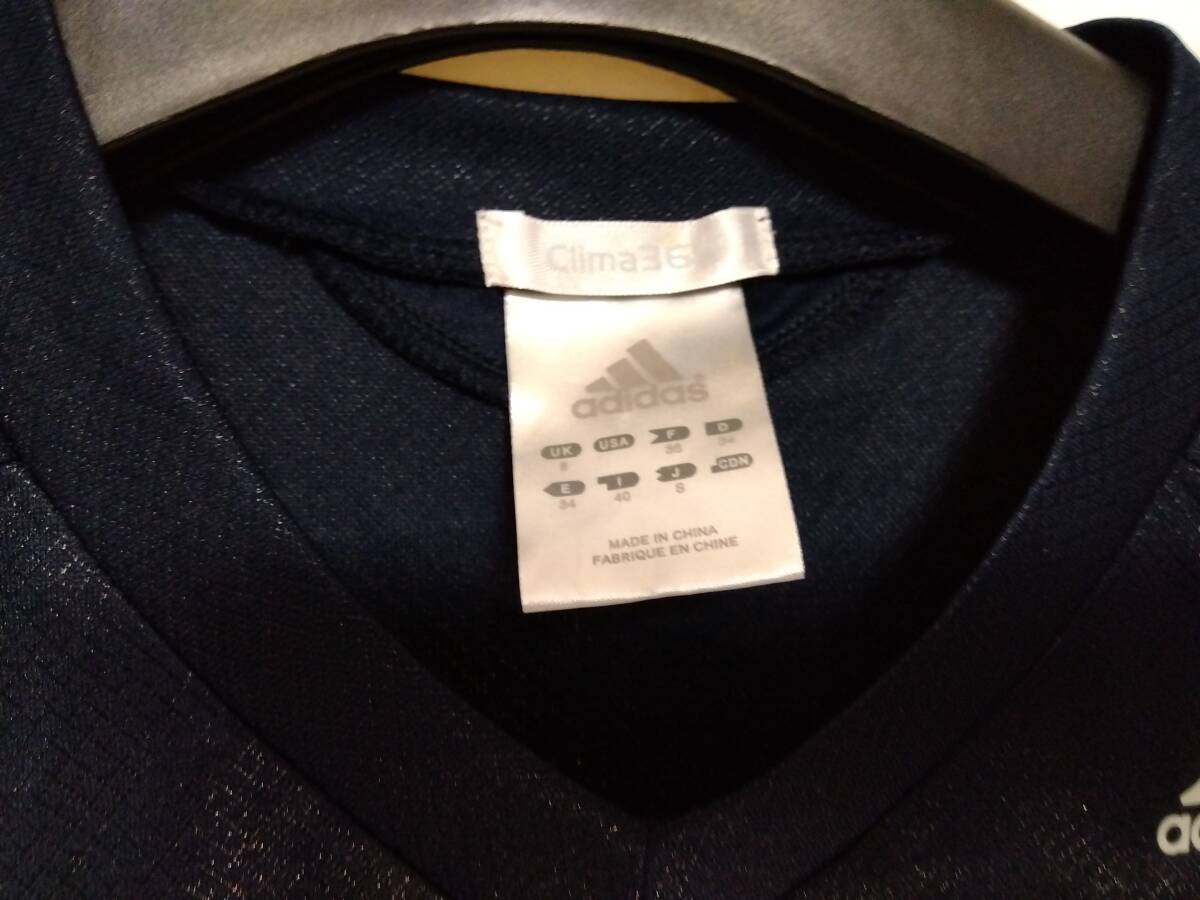 Clima36
adidas
UK USA F D
8 36 34
E I J CDN
34 40 S
MADE IN CHINA
FABRIQUE EN CHINE